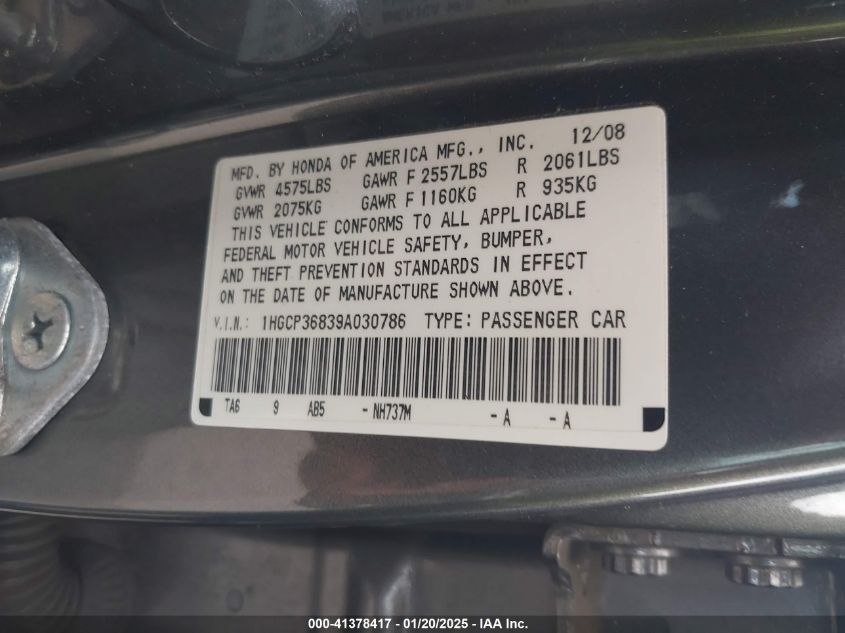 MFD. BY HONDA OF AMERICA MFG., INC. 12/08
GVWR 4575LBS GAWR F 2557LBS R 2061LBS
GVWR 2075KG GAWR F 1160KG R 935KG
THIS VEHICLE CONFORMS TO ALL APPLICABLE
FEDERAL MOTOR VEHICLE SAFETY, BUMPER,
AND THEFT PREVENTION STANDARDS IN EFFECT
ON THE DATE OF MANUFACTURE SHOWN ABOVE.
V.I.N.: 1HGCP36839A030786 TYPE: PASSENGER CAR
TA6 9 AB5 - NH737M - A - A
000-41378417 - 01/20/2025 - IAA Inc.